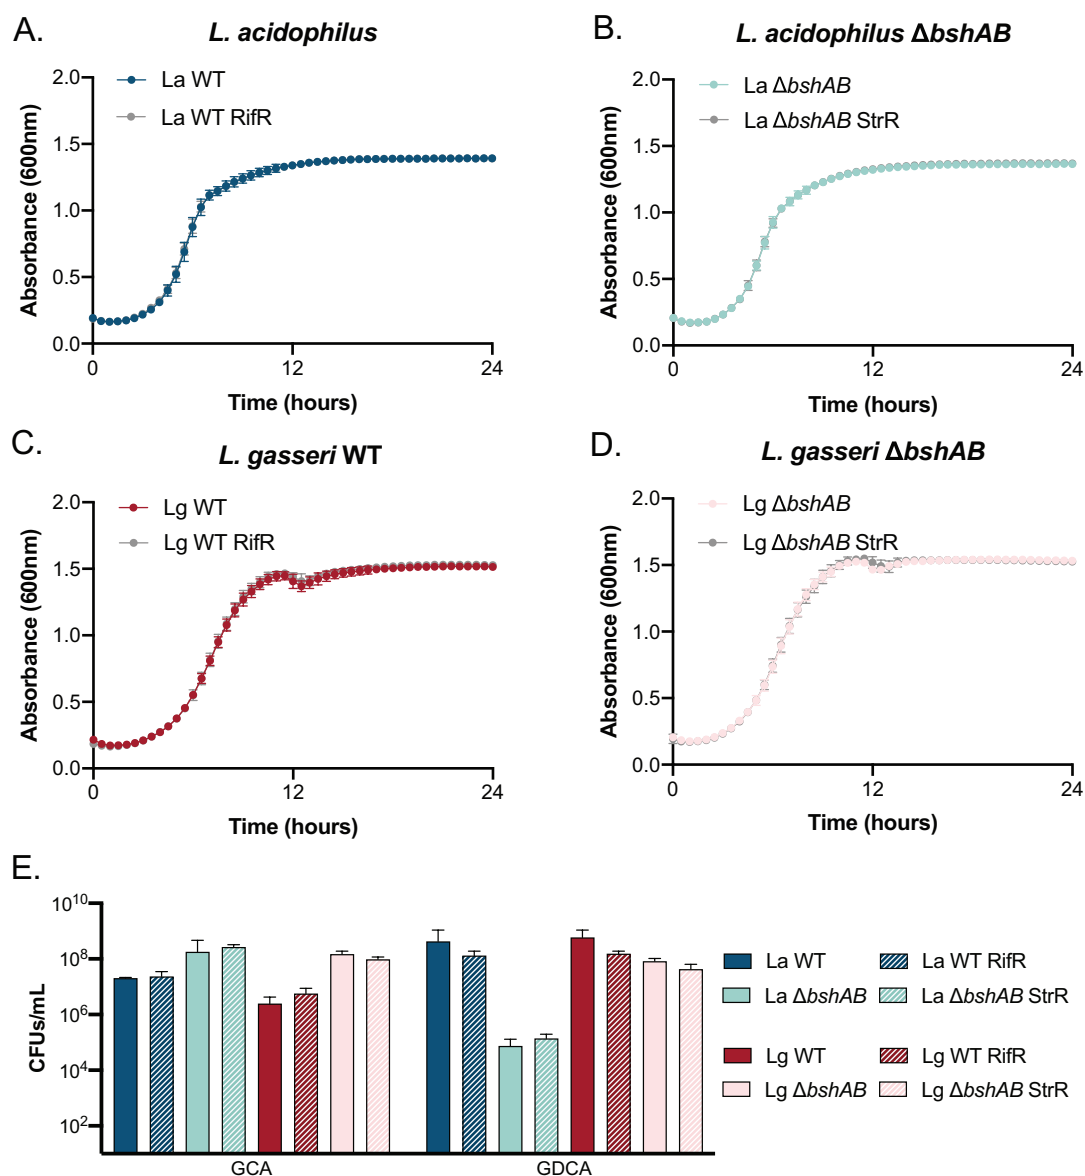 A.
L. acidophilus
La WT
La WT RifR
Absorbance (600nm)
2.0
1.5
1.0
0.5
0.0
0
12
24
Time (hours)
B.
L. acidophilus ΔbshAB
La ΔbshAB
La ΔbshAB StrR
Absorbance (600nm)
2.0
1.5
1.0
0.5
0.0
0
12
24
Time (hours)
C.
L. gasseri WT
Lg WT
Lg WT RifR
Absorbance (600nm)
2.0
1.5
1.0
0.5
0.0
0
12
24
Time (hours)
D.
L. gasseri ΔbshAB
Lg ΔbshAB
Lg ΔbshAB StrR
Absorbance (600nm)
2.0
1.5
1.0
0.5
0.0
0
12
24
Time (hours)
E.
CFUs/mL
10¹⁰
10⁸
10⁶
10⁴
10²
GCA
GDCA
La WT
La WT RifR
La ΔbshAB
La ΔbshAB StrR
Lg WT
Lg WT RifR
Lg ΔbshAB
Lg ΔbshAB StrR